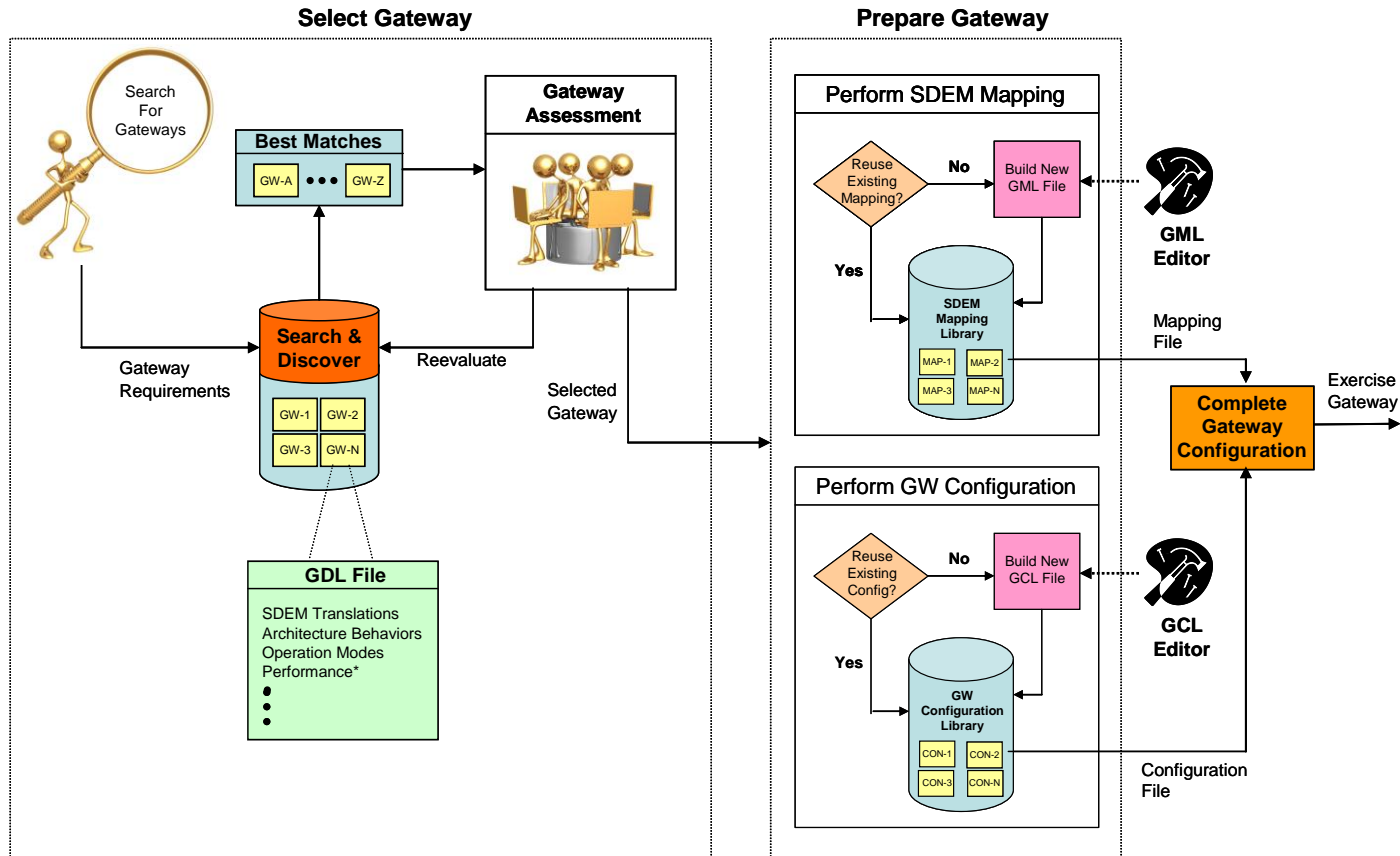 Select Gateway
Search
For
Gateways
Best Matches
GW-A
GW-Z
Gateway
Assessment
Search &
Discover
Gateway
Requirements
Reevaluate
Selected
Gateway
GW-1
GW-2
GW-3
GW-N
GDL File
SDEM Translations
Architecture Behaviors
Operation Modes
Performance*
Prepare Gateway
Perform SDEM Mapping
Reuse
Existing
Mapping?
No
Build New
GML File
Yes
SDEM
Mapping
Library
MAP-1
MAP-2
MAP-3
MAP-N
GML
Editor
Mapping
File
Perform GW Configuration
Reuse
Existing
Config?
No
Build New
GCL File
Yes
GW
Configuration
Library
CON-1
CON-2
CON-3
CON-N
GCL
Editor
Configuration
File
Complete
Gateway
Configuration
Exercise
Gateway